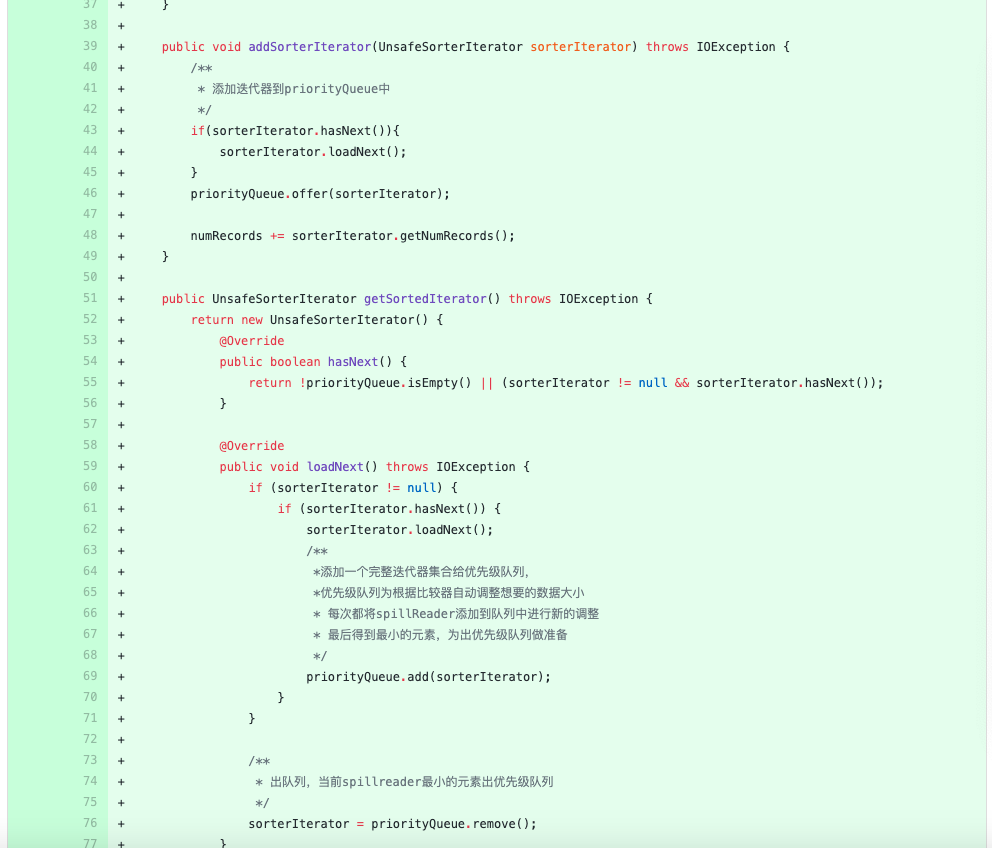 37 + }
38 +
39 + public void addSorterIterator(UnsafeSorterIterator sorterIterator) throws IOException {
40 + /**
41 + * 添加迭代器到priorityQueue中
42 + */
43 + if(sorterIterator.hasNext()){
44 + sorterIterator.loadNext();
45 + }
46 + priorityQueue.offer(sorterIterator);
47 +
48 + numRecords += sorterIterator.getNumRecords();
49 + }
50 +
51 + public UnsafeSorterIterator getSortedIterator() throws IOException {
52 + return new UnsafeSorterIterator() {
53 + @Override
54 + public boolean hasNext() {
55 + return !priorityQueue.isEmpty() || (sorterIterator != null && sorterIterator.hasNext());
56 + }
57 +
58 + @Override
59 + public void loadNext() throws IOException {
60 + if (sorterIterator != null) {
61 + if (sorterIterator.hasNext()) {
62 + sorterIterator.loadNext();
63 + /**
64 + *添加一个完整迭代器集合给优先级队列，
65 + *优先级队列为根据比较器自动调整想要的数据大小
66 + * 每次都将spillReader添加到队列中进行新的调整
67 + * 最后得到最小的元素，为出优先级队列做准备
68 + */
69 + priorityQueue.add(sorterIterator);
70 + }
71 + }
72 +
73 + /**
74 + * 出队列，当前spillreader最小的元素出优先级队列
75 + */
76 + sorterIterator = priorityQueue.remove();
77 + }